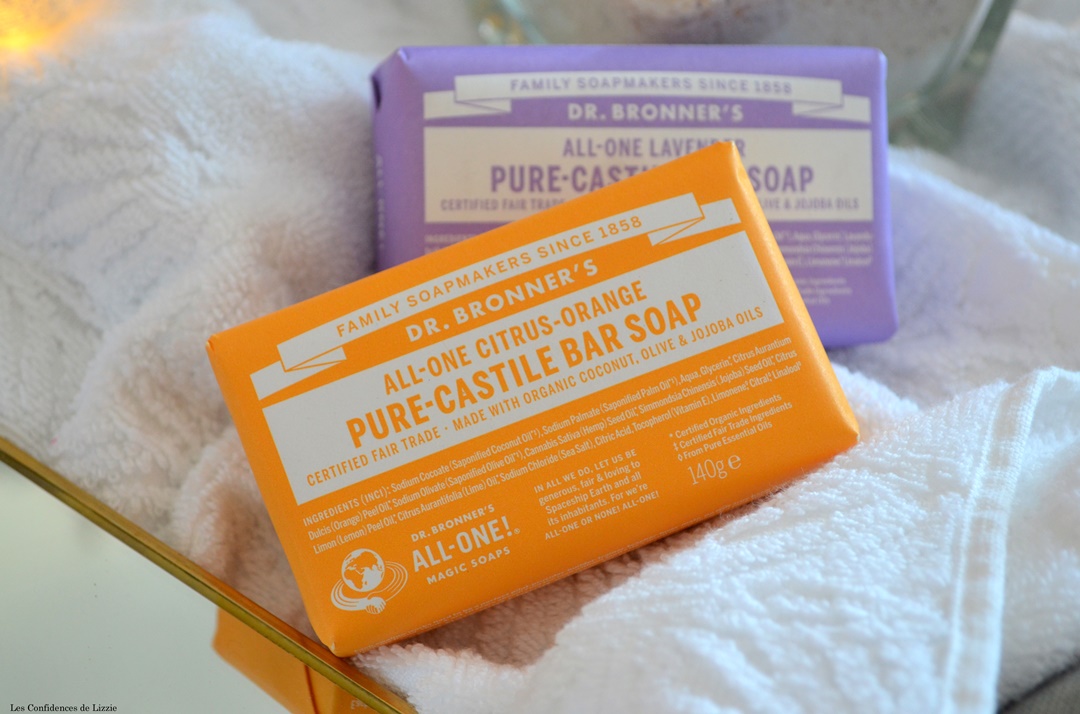 FAMILY SOAPMAKERS SINCE 1858
DR. BRONNER'S
ALL-ONE LAVENDER
PURE-CASTI SOAP
CERTIFIED FAIR TRADE OLIVE & JOJOBA OILS
FAMILY SOAPMAKERS SINCE 1858
DR. BRONNER'S
ALL-ONE CITRUS-ORANGE
PURE-CASTILE BAR SOAP
CERTIFIED FAIR TRADE · MADE WITH ORGANIC COCONUT, OLIVE & JOJOBA OILS
INGREDIENTS (INCI): Sodium Cocoate (Saponified Coconut Oil*‡), Sodium Palmate (Saponified Palm Oil*‡), Aqua, Glycerin,* Citrus Aurantium
Dulcis (Orange) Peel Oil,* Sodium Olivate (Saponified Olive Oil*‡), Cannabis Sativa (Hemp) Seed Oil,* Simmondsia Chinensis (Jojoba) Seed Oil,* Citrus
Limon (Lemon) Peel Oil,* Citrus Aurantifolia (Lime) Oil,* Sodium Chloride (Sea Salt), Citric Acid, Tocopherol (Vitamin E), Limonene,◊ Citral,◊ Linalool◊
* Certified Organic Ingredients
‡ Certified Fair Trade Ingredients
◊ From Pure Essential Oils
140g e
IN ALL WE DO, LET US BE
generous, fair & loving to
Spaceship Earth and all
its inhabitants. For we're
ALL-ONE OR NONE! ALL-ONE!
DR. BRONNER'S
ALL-ONE!®
MAGIC SOAPS
Les Confidences de Lizzie